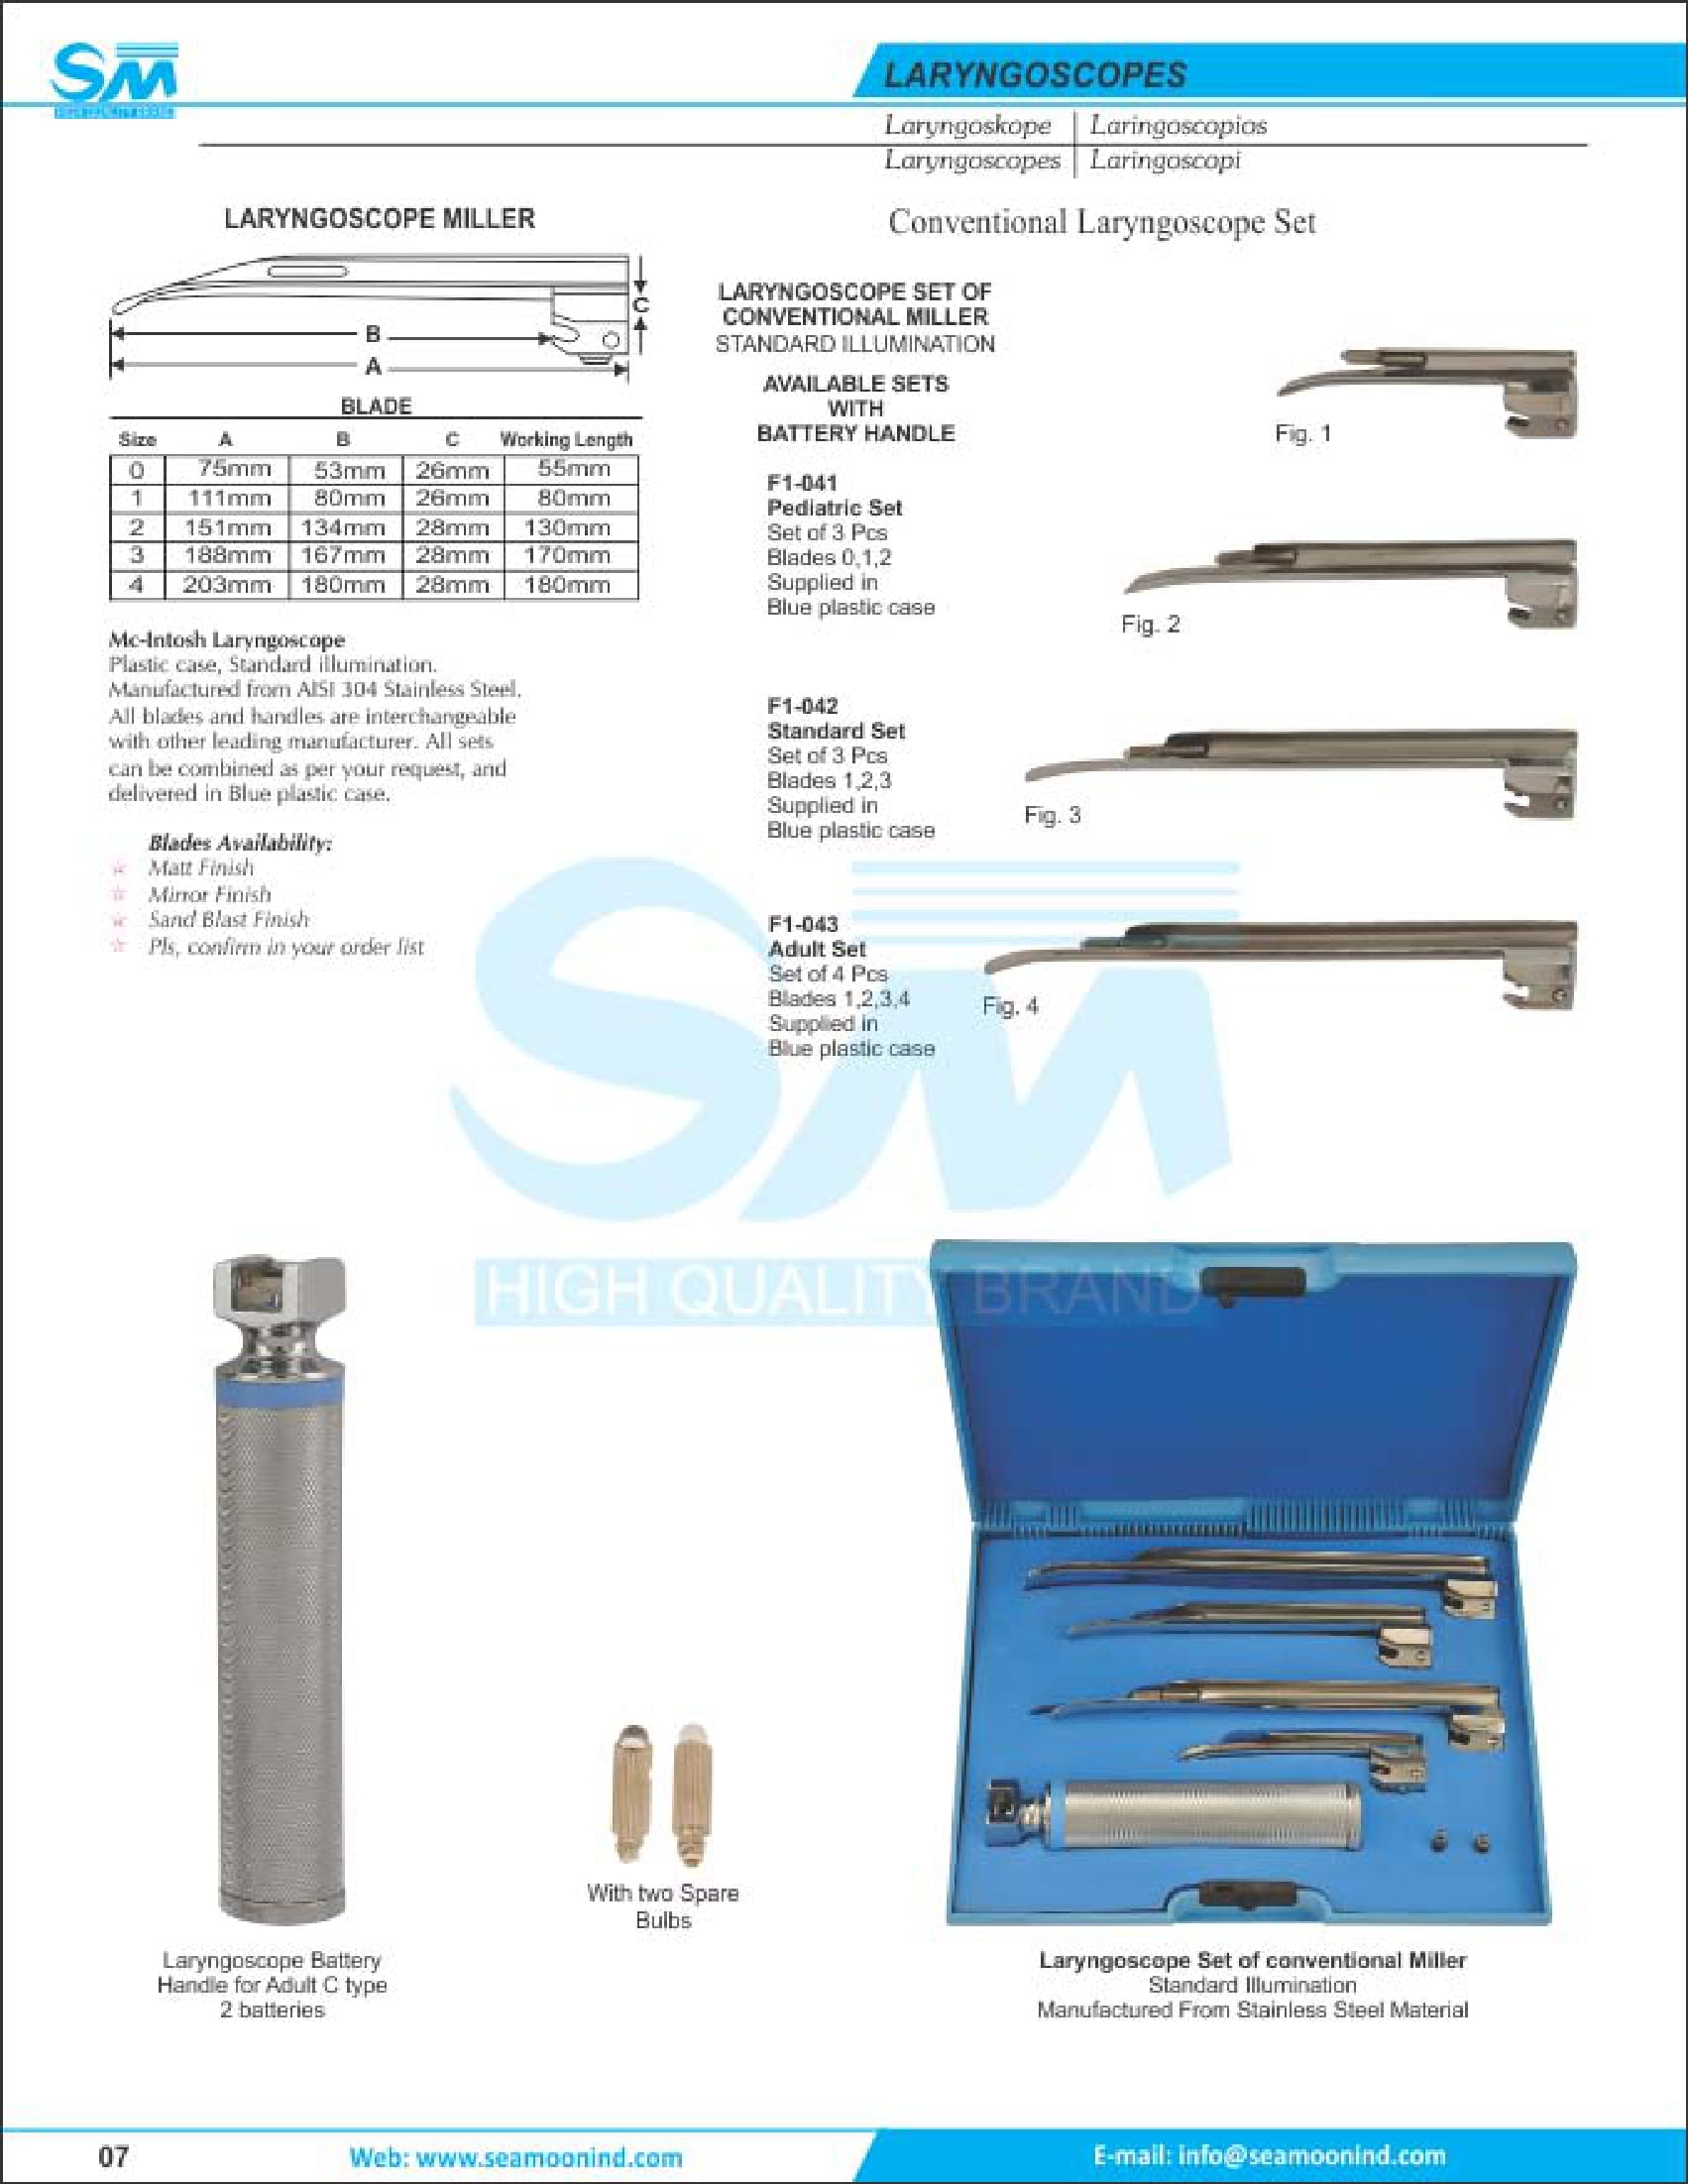 SM
LARYNGOSCOPES
Laryngoskope
Laringoscopios
Laryngoscopes
Laringoscopi
LARYNGOSCOPE MILLER
C
B
A
BLADE
Size A B C Working Length
0 75mm 53mm 26mm 55mm
1 111mm 80mm 26mm 80mm
2 151mm 134mm 28mm 130mm
3 188mm 167mm 28mm 170mm
4 203mm 180mm 28mm 180mm
Mc-Intosh Laryngoscope
Plastic case, Standard illumination.
Manufactured from AISI 304 Stainless Steel.
All blades and handles are interchangeable
with other leading manufacturer. All sets
can be combined as per your request, and
delivered in Blue plastic case.
Blades Availability:
Matt Finish
Mirror Finish
Sand Blast Finish
Pls, confirm in your order list
Conventional Laryngoscope Set
LARYNGOSCOPE SET OF
CONVENTIONAL MILLER
STANDARD ILLUMINATION
AVAILABLE SETS
WITH
BATTERY HANDLE
F1-041
Pediatric Set
Set of 3 Pcs
Blades 0,1,2
Supplied in
Blue plastic case
F1-042
Standard Set
Set of 3 Pcs
Blades 1,2,3
Supplied in
Blue plastic case
F1-043
Adult Set
Set of 4 Pcs
Blades 1,2,3,4
Supplied in
Blue plastic case
Fig. 1
Fig. 2
Fig. 3
Fig. 4
SM
HIGH QUALITY BRAND
With two Spare
Bulbs
Laryngoscope Battery
Handle for Adult C type
2 batteries
Laryngoscope Set of conventional Miller
Standard Illumination
Manufactured From Stainless Steel Material
07
Web: www.seamoonind.com
E-mail: info@seamoonind.com